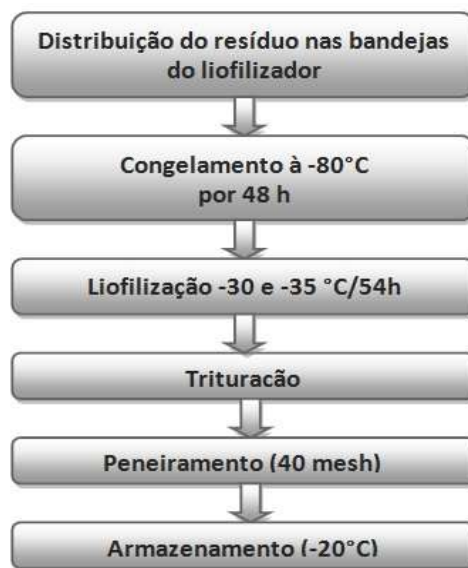 Distribuição do resíduo nas bandejas
do liofilizador
Congelamento à -80°C
por 48 h
Liofilização -30 e -35 °C/54h
Trituracão
Peneiramento (40 mesh)
Armazenamento (-20°C)